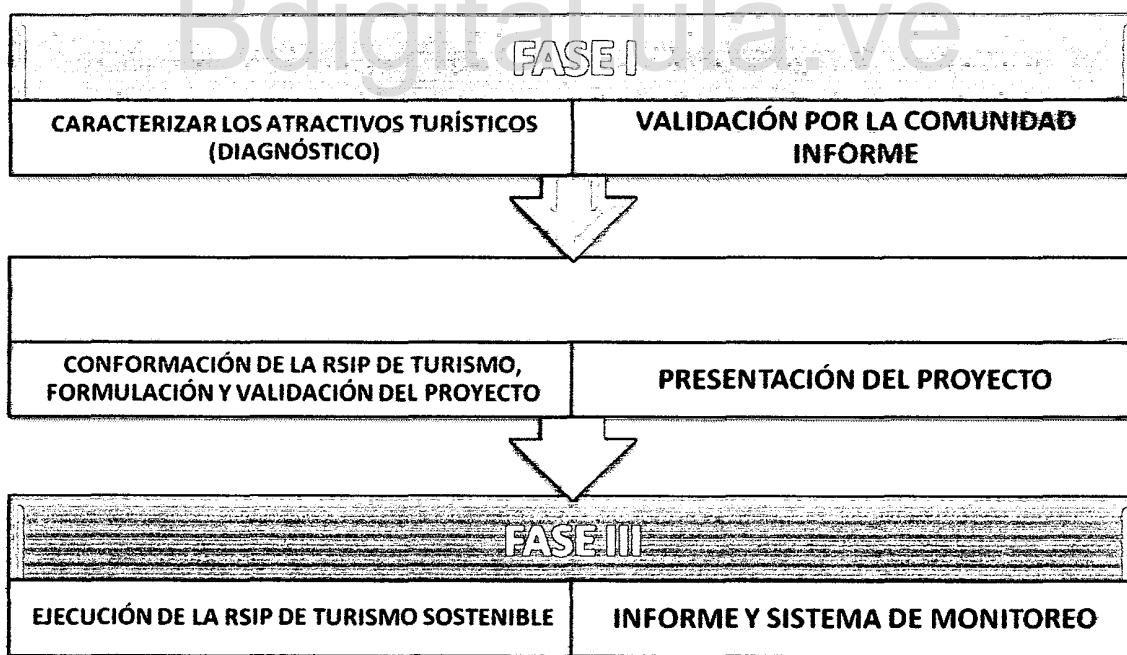 Bdigital.ula.ve
FASE I
CARACTERIZAR LOS ATRACTIVOS TURÍSTICOS
(DIAGNÓSTICO)
VALIDACIÓN POR LA COMUNIDAD
INFORME
CONFORMACIÓN DE LA RSIP DE TURISMO,
FORMULACIÓN Y VALIDACIÓN DEL PROYECTO
PRESENTACIÓN DEL PROYECTO
FASE III
EJECUCIÓN DE LA RSIP DE TURISMO SOSTENIBLE
INFORME Y SISTEMA DE MONITOREO